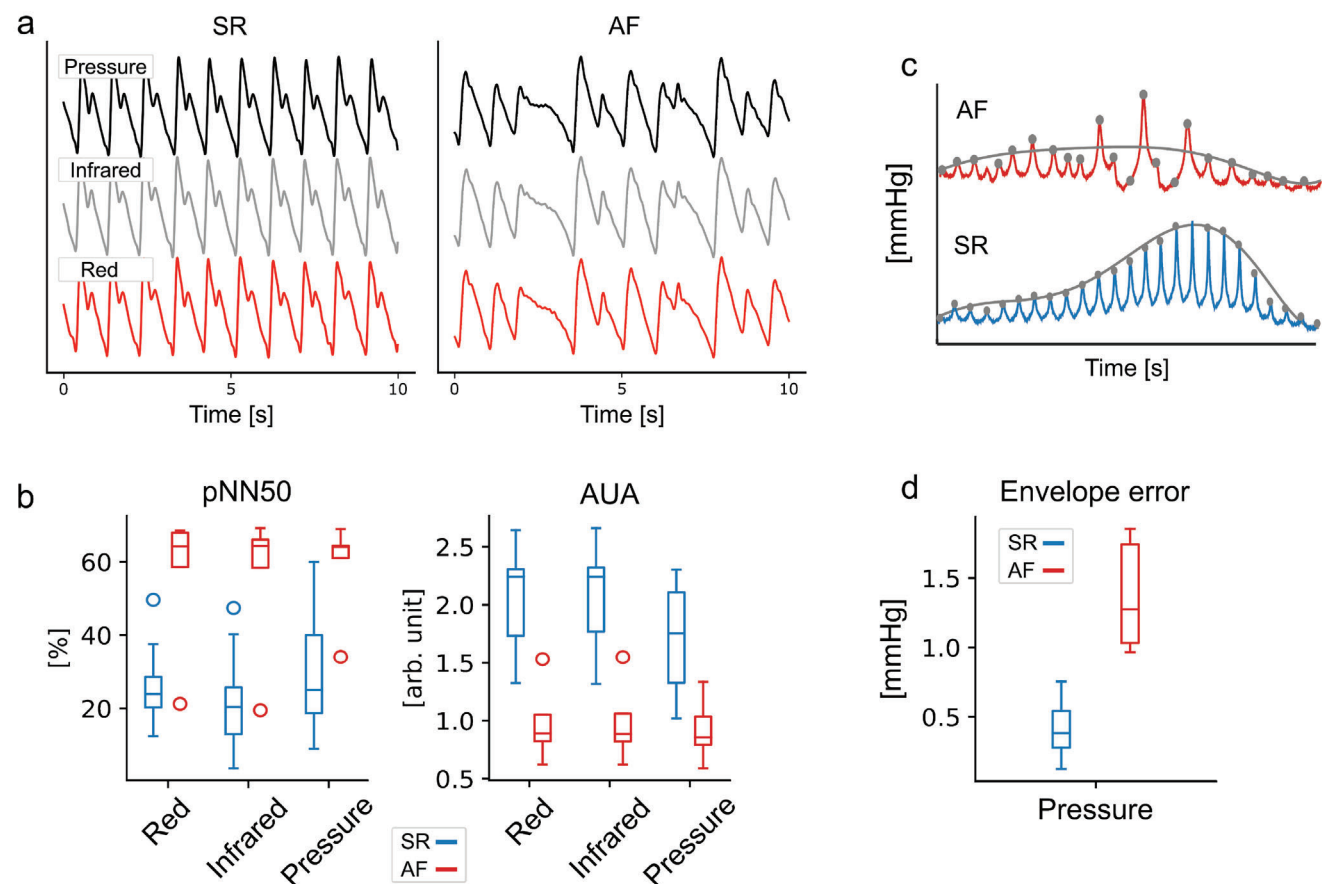 a
SR
AF
Pressure
Infrared
Red
0
5
10
0
5
10
Time [s]
Time [s]
c
AF
SR
[mmHg]
Time [s]
b
pNN50
[%]
60
40
20
Red
Infrared
Pressure
AUA
[arb. unit]
2.5
2.0
1.5
1.0
0.5
Red
Infrared
Pressure
SR
AF
d
Envelope error
SR
AF
[mmHg]
1.5
1.0
0.5
Pressure